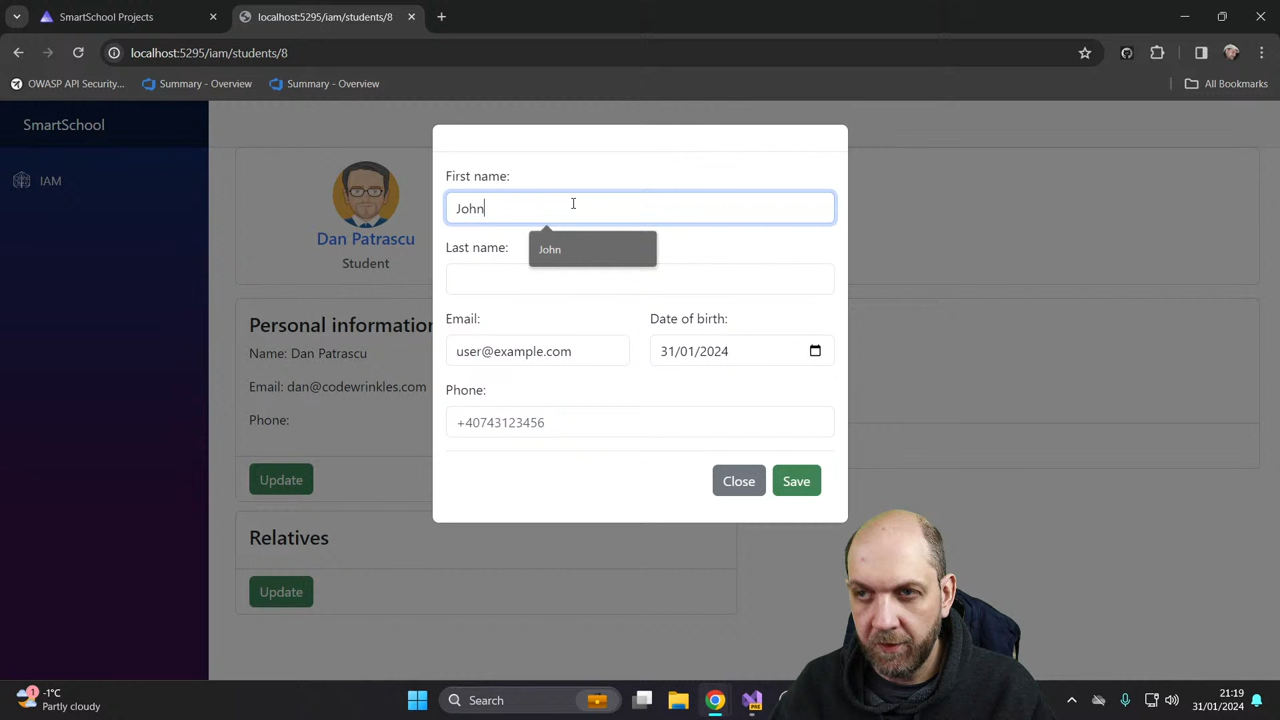 SmartSchool Projects
localhost:5295/iam/students/8
localhost:5295/iam/students/8
OWASP API Security...
Summary - Overview
Summary - Overview
All Bookmarks
SmartSchool
IAM
Dan Patrascu
Student
Personal information
Name: Dan Patrascu
Email: dan@codewrinkles.com
Phone:
Update
Relatives
Update
First name:
John
John
Last name:
Email:
Date of birth:
user@example.com
31/01/2024
Phone:
+40743123456
Close
Save
1
-1°C
Partly cloudy
Search
PRE
21:19
31/01/2024